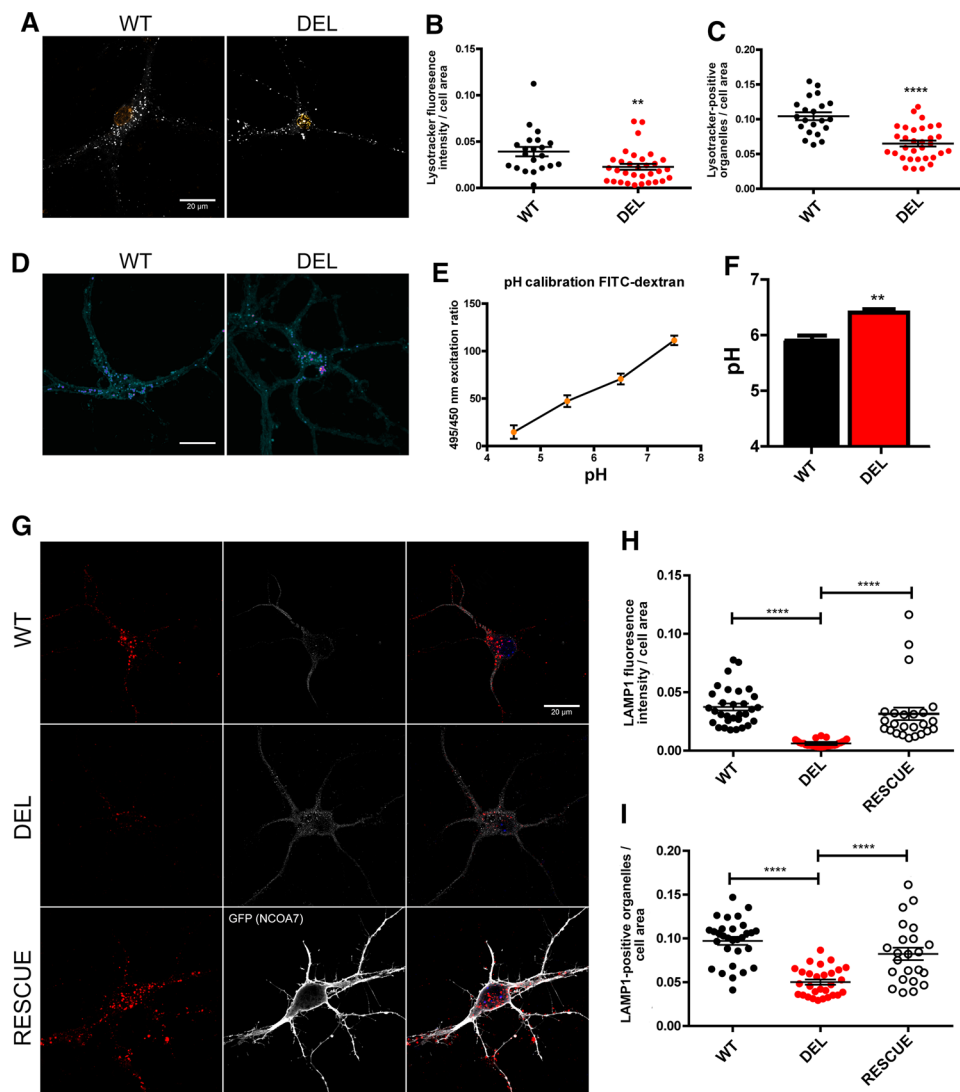 A
WT
DEL
20 µm
B
Lysotracker fluoresence
intensity / cell area
0.15
0.10
0.05
0.00
**
WT
DEL
C
Lysotracker-positive
organelles / cell area
0.20
0.15
0.10
0.05
0.00
****
WT
DEL
D
WT
DEL
E
pH calibration FITC-dextran
495/450 nm excitation ratio
150
100
50
0
4
5
6
7
8
pH
F
pH
6
5
4
**
WT
DEL
G
WT
20 µm
DEL
RESCUE
GFP (NCOA7)
H
LAMP1 fluoresence
intensity / cell area
0.15
0.10
0.05
0.00
****
****
WT
DEL
RESCUE
I
LAMP1-positive organelles /
cell area
0.20
0.15
0.10
0.05
0.00
****
****
WT
DEL
RESCUE